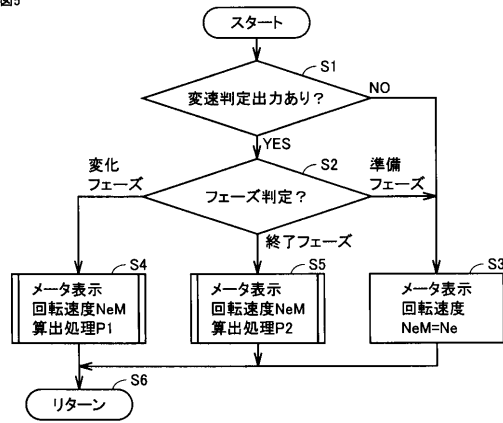 図5
スタート
S1
変速判定出力あり？
NO
YES
S2
変化
フェーズ
準備
フェーズ
フェーズ判定？
終了フェーズ
S4
メータ表示
回転速度NeM
算出処理P1
S5
メータ表示
回転速度NeM
算出処理P2
S3
メータ表示
回転速度
NeM=Ne
S6
リターン